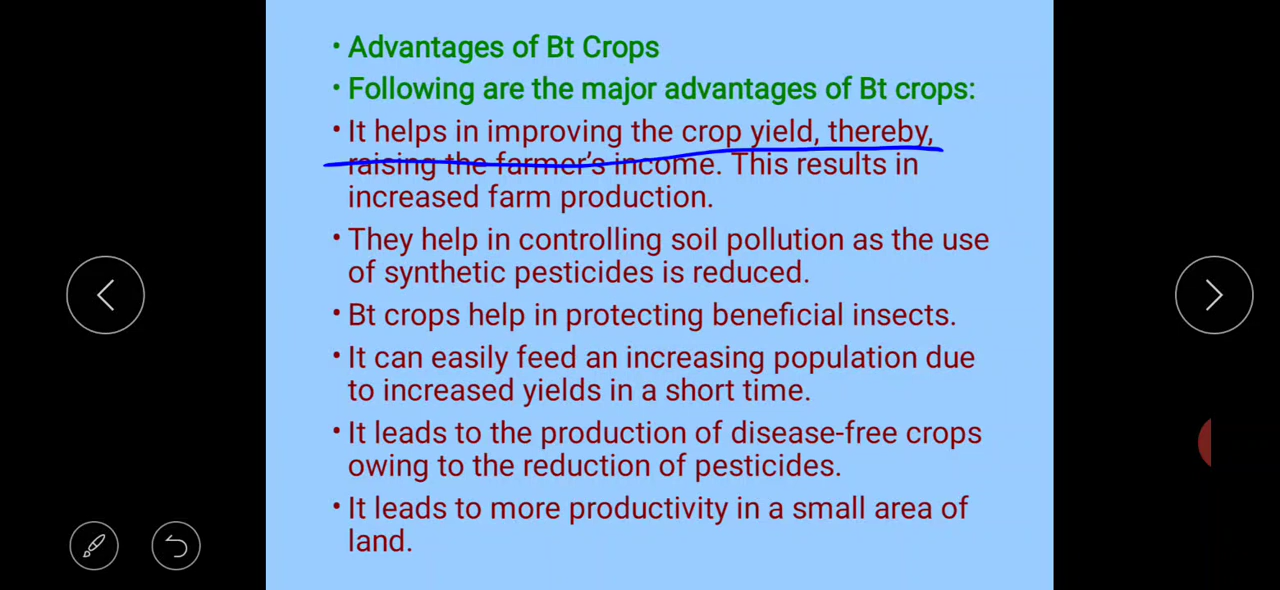 • Advantages of Bt Crops
• Following are the major advantages of Bt crops:
• It helps in improving the crop yield, thereby,
raising the farmer's income. This results in
increased farm production.
• They help in controlling soil pollution as the use
of synthetic pesticides is reduced.
• Bt crops help in protecting beneficial insects.
• It can easily feed an increasing population due
to increased yields in a short time.
• It leads to the production of disease-free crops
owing to the reduction of pesticides.
• It leads to more productivity in a small area of
land.